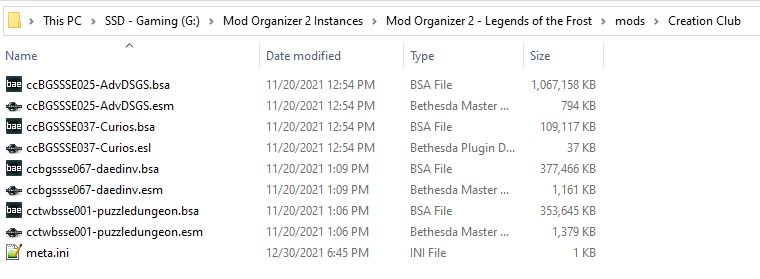 This PC > SSD - Gaming (G:) > Mod Organizer 2 Instances > Mod Organizer 2 - Legends of the Frost > mods > Creation Club
Name Date modified Type Size
bae ccBGSSSE025-AdvDSGS.bsa 11/20/2021 12:54 PM BSA File 1,067,158 KB
ccBGSSSE025-AdvDSGS.esm 11/20/2021 12:54 PM Bethesda Master ... 794 KB
bae ccBGSSSE037-Curios.bsa 11/20/2021 12:54 PM BSA File 109,117 KB
ccBGSSSE037-Curios.esl 11/20/2021 12:54 PM Bethesda Plugin D... 37 KB
bae ccbgssse067-daedinv.bsa 11/20/2021 1:09 PM BSA File 377,466 KB
ccbgssse067-daedinv.esm 11/20/2021 1:09 PM Bethesda Master ... 1,161 KB
bae cctwbsse001-puzzledungeon.bsa 11/20/2021 1:06 PM BSA File 353,645 KB
cctwbsse001-puzzledungeon.esm 11/20/2021 1:06 PM Bethesda Master ... 1,379 KB
meta.ini 12/30/2021 6:45 PM INI File 1 KB